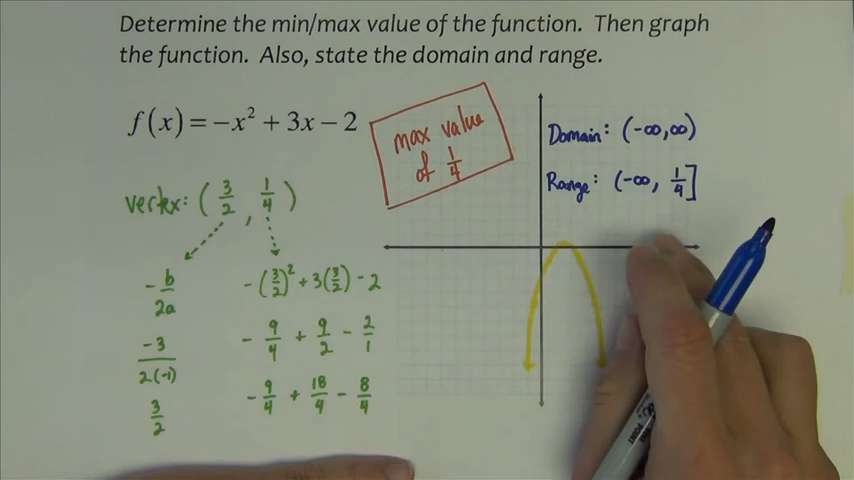 Determine the min/max value of the function. Then graph
the function. Also, state the domain and range.
f(x) = −x² + 3x − 2
max value
of 1/4
Domain: (-∞,∞)
Range: (-∞, 1/4]
vertex: (3/2, 1/4)
-b/2a
-3/2(-1)
3/2
-(3/2)² + 3(3/2) - 2
-9/4 + 9/2 - 2/1
-9/4 + 18/4 - 8/4
POINT